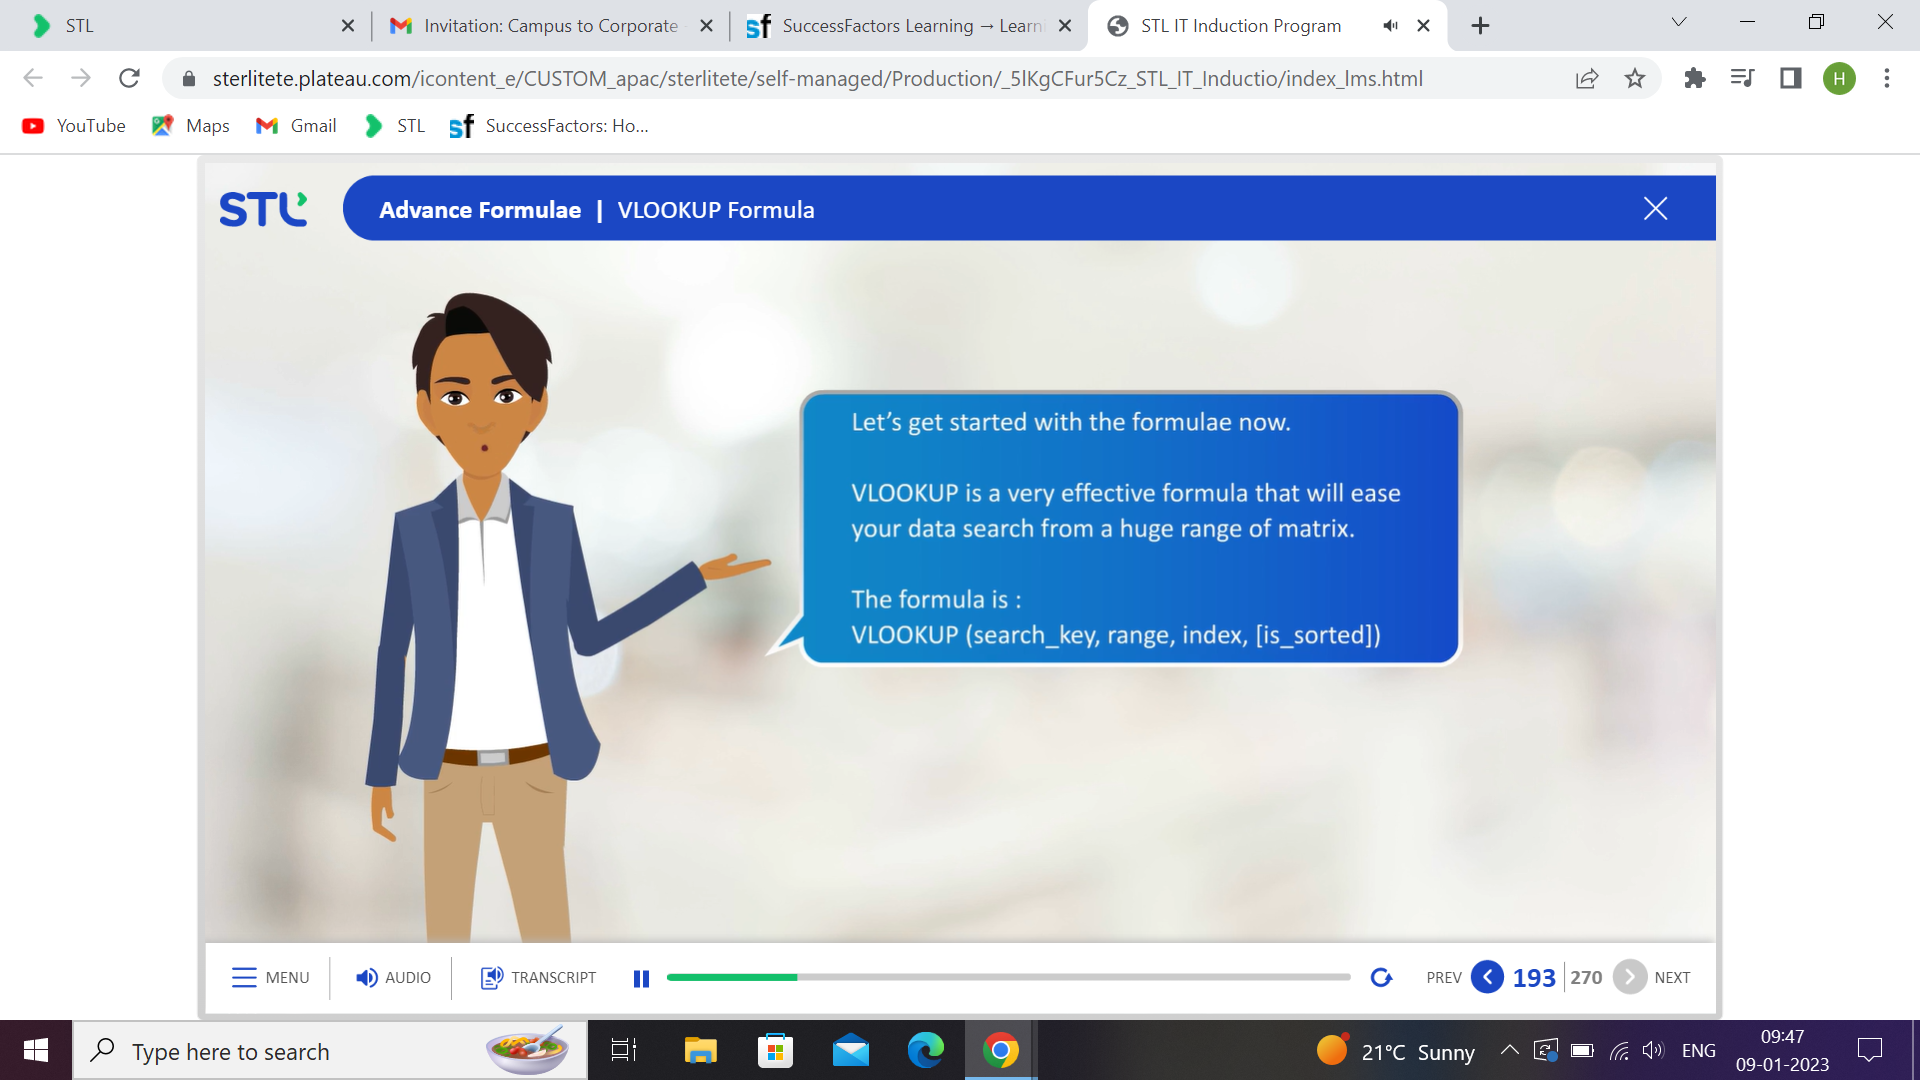 STL
Invitation: Campus to Corporate
SuccessFactors Learning → Learni
STL IT Induction Program
sterlitete.plateau.com/icontent_e/CUSTOM_apac/sterlitete/self-managed/Production/_5lKgCFur5Cz_STL_IT_Inductio/index_lms.html
H
YouTube
Maps
Gmail
STL
SuccessFactors: Ho...
STL
Advance Formulae | VLOOKUP Formula
Let’s get started with the formulae now.
VLOOKUP is a very effective formula that will ease
your data search from a huge range of matrix.
The formula is :
VLOOKUP (search_key, range, index, [is_sorted])
MENU
AUDIO
TRANSCRIPT
PREV
193
270
NEXT
Type here to search
21°C Sunny
ENG
09:47
09-01-2023